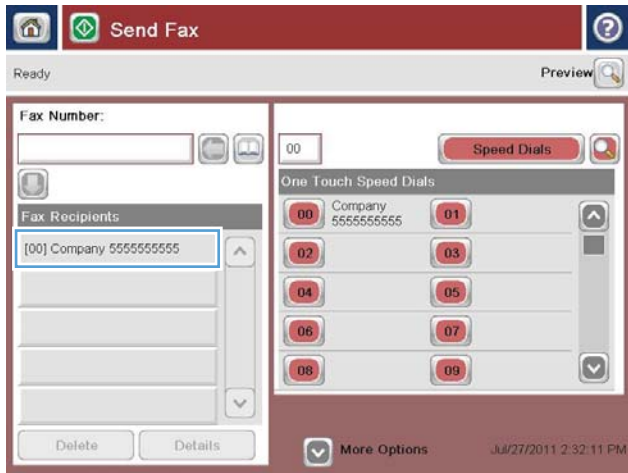 Send Fax
?
Ready
Preview
Fax Number:
00
Speed Dials
One Touch Speed Dials
Fax Recipients
[00] Company 5555555555
00 Company 5555555555 01
02 03
04 05
06 07
08 09
Delete Details
More Options
Jul/27/2011 2:32:11 PM